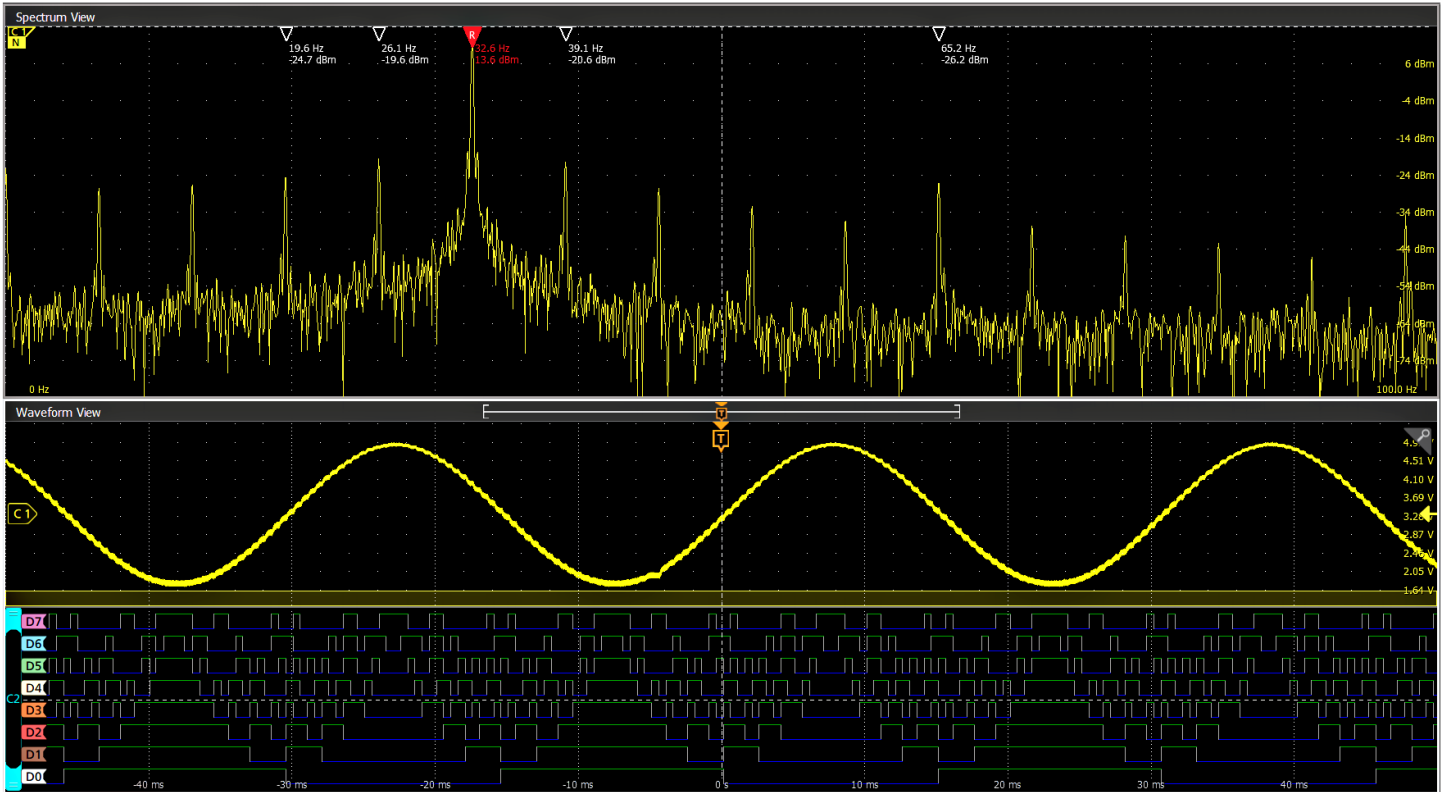 Spectrum View
C1
N
R
19.6 Hz
-24.7 dBm
26.1 Hz
-19.6 dBm
32.6 Hz
13.6 dBm
39.1 Hz
-20.6 dBm
65.2 Hz
-26.2 dBm
6 dBm
-4 dBm
-14 dBm
-24 dBm
-34 dBm
-44 dBm
-54 dBm
-64 dBm
-74 dBm
0 Hz
100.0 Hz
Waveform View
T
T
C1
4.51 V
4.10 V
3.69 V
2.87 V
2.05 V
1.64 V
C2
D7
D6
D5
D4
D3
D2
D1
D0
-40 ms
-30 ms
-20 ms
-10 ms
0 s
10 ms
20 ms
30 ms
40 ms